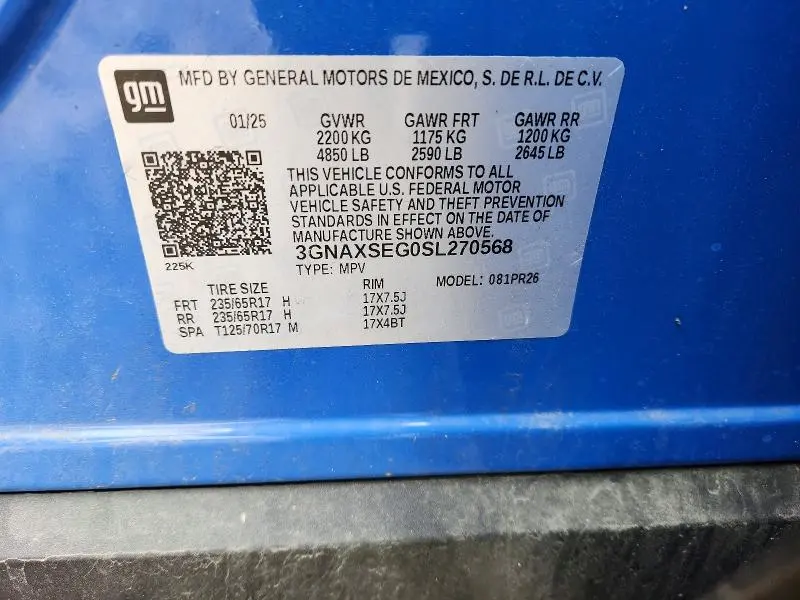 gm MFD BY GENERAL MOTORS DE MEXICO, S. DE R.L. DE C.V.
01/25 GVWR GAWR FRT GAWR RR
2200 KG 1175 KG 1200 KG
4850 LB 2590 LB 2645 LB
THIS VEHICLE CONFORMS TO ALL
APPLICABLE U.S. FEDERAL MOTOR
VEHICLE SAFETY AND THEFT PREVENTION
STANDARDS IN EFFECT ON THE DATE OF
MANUFACTURE SHOWN ABOVE.
3GNAXSEG0SL270568
225K
TYPE: MPV MODEL: 081PR26
TIRE SIZE RIM
FRT 235/65R17 H 17X7.5J
RR 235/65R17 H 17X7.5J
SPA T125/70R17 M 17X4BT